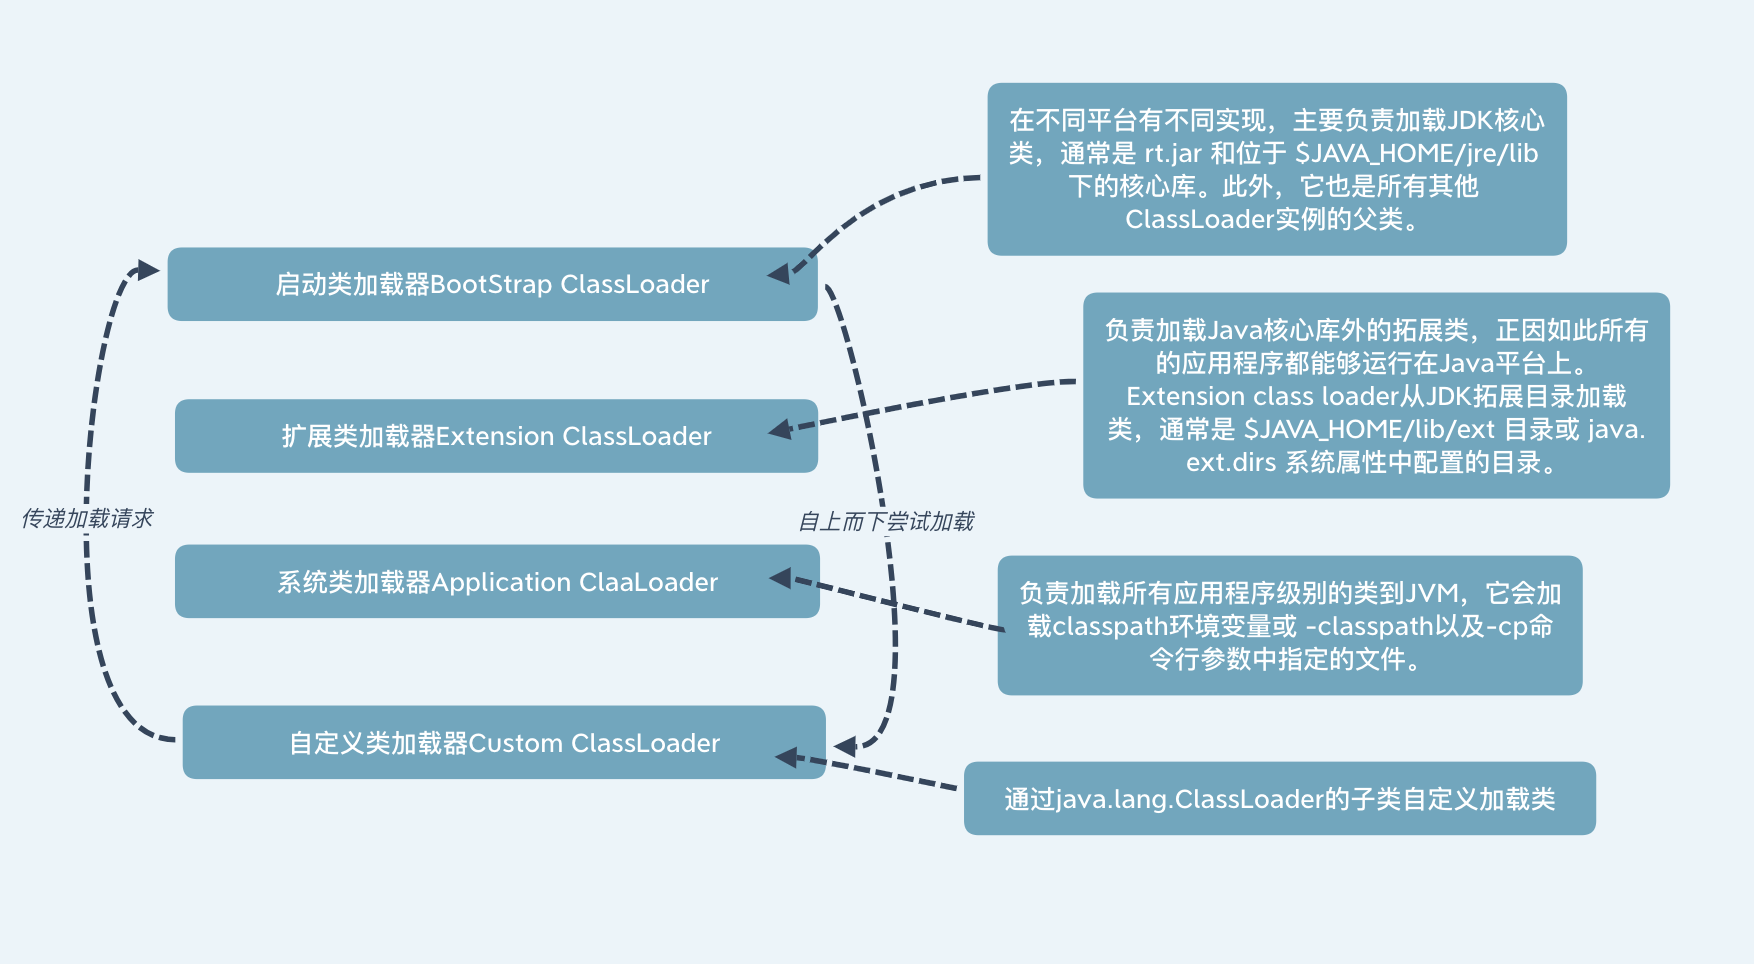 在不同平台有不同实现，主要负责加载JDK核心
类，通常是 rt.jar 和位于 $JAVA_HOME/jre/lib
下的核心库。此外，它也是所有其他
ClassLoader实例的父类。
启动类加载器BootStrap ClassLoader
负责加载Java核心库外的拓展类，正因如此所有
的应用程序都能够运行在Java平台上。
Extension class loader从JDK拓展目录加载
类，通常是 $JAVA_HOME/lib/ext 目录或 java.
ext.dirs 系统属性中配置的目录。
扩展类加载器Extension ClassLoader
传递加载请求
自上而下尝试加载
系统类加载器Application ClaaLoader
负责加载所有应用程序级别的类到JVM，它会加
载classpath环境变量或 -classpath以及-cp命
令行参数中指定的文件。
自定义类加载器Custom ClassLoader
通过java.lang.ClassLoader的子类自定义加载类